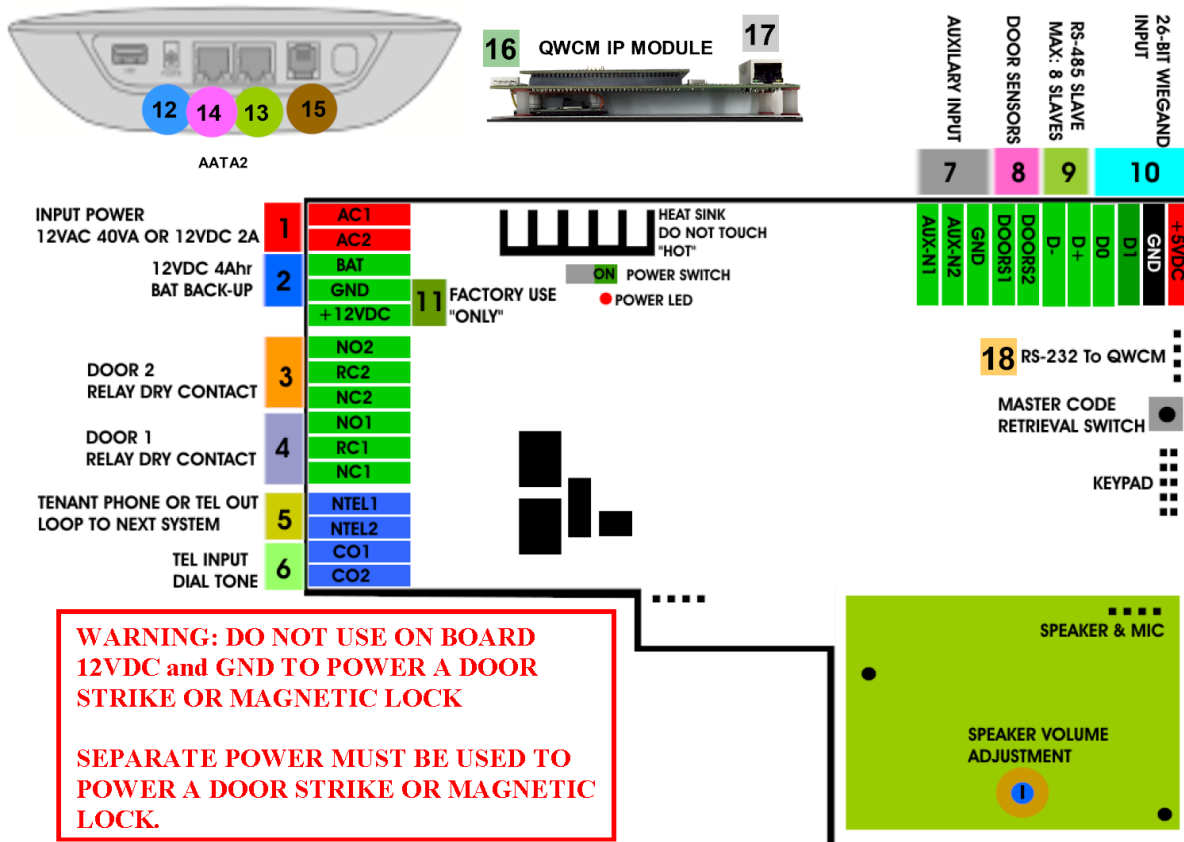 16
QWCM IP MODULE
17
12
14
13
15
AATA2
AUXILARY INPUT
DOOR SENSORS
RS-485 SLAVE
MAX: 8 SLAVES
26-BIT WIEGAND
INPUT
7
8
9
10
AUX-N1
AUX-N2
GND
DOORS1
DOORS2
D-
D+
D0
D1
GND
+5VDC
INPUT POWER
12VAC 40VA OR 12VDC 2A
1
AC1
AC2
12VDC 4Ahr
BAT BACK-UP
2
BAT
GND
+12VDC
11
FACTORY USE
"ONLY"
HEAT SINK
DO NOT TOUCH
"HOT"
ON
POWER SWITCH
POWER LED
DOOR 2
RELAY DRY CONTACT
3
NO2
RC2
NC2
DOOR 1
RELAY DRY CONTACT
4
NO1
RC1
NC1
TENANT PHONE OR TEL OUT
LOOP TO NEXT SYSTEM
5
NTEL1
NTEL2
TEL INPUT
DIAL TONE
6
CO1
CO2
18
RS-232 To QWCM
MASTER CODE
RETRIEVAL SWITCH
KEYPAD
WARNING: DO NOT USE ON BOARD
12VDC and GND TO POWER A DOOR
STRIKE OR MAGNETIC LOCK
SEPARATE POWER MUST BE USED TO
POWER A DOOR STRIKE OR MAGNETIC
LOCK.
SPEAKER & MIC
SPEAKER VOLUME
ADJUSTMENT